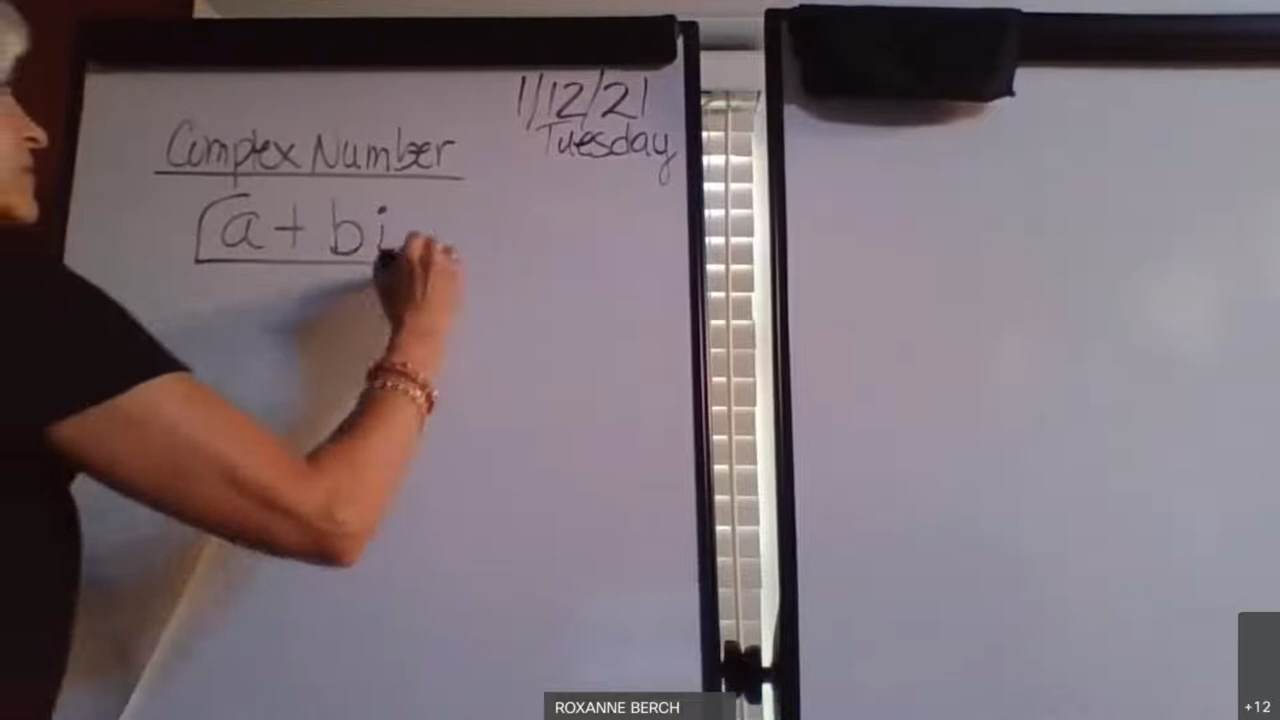 1/12/21
Tuesday
Complex Number
a + bi
ROXANNE BERCH
+12